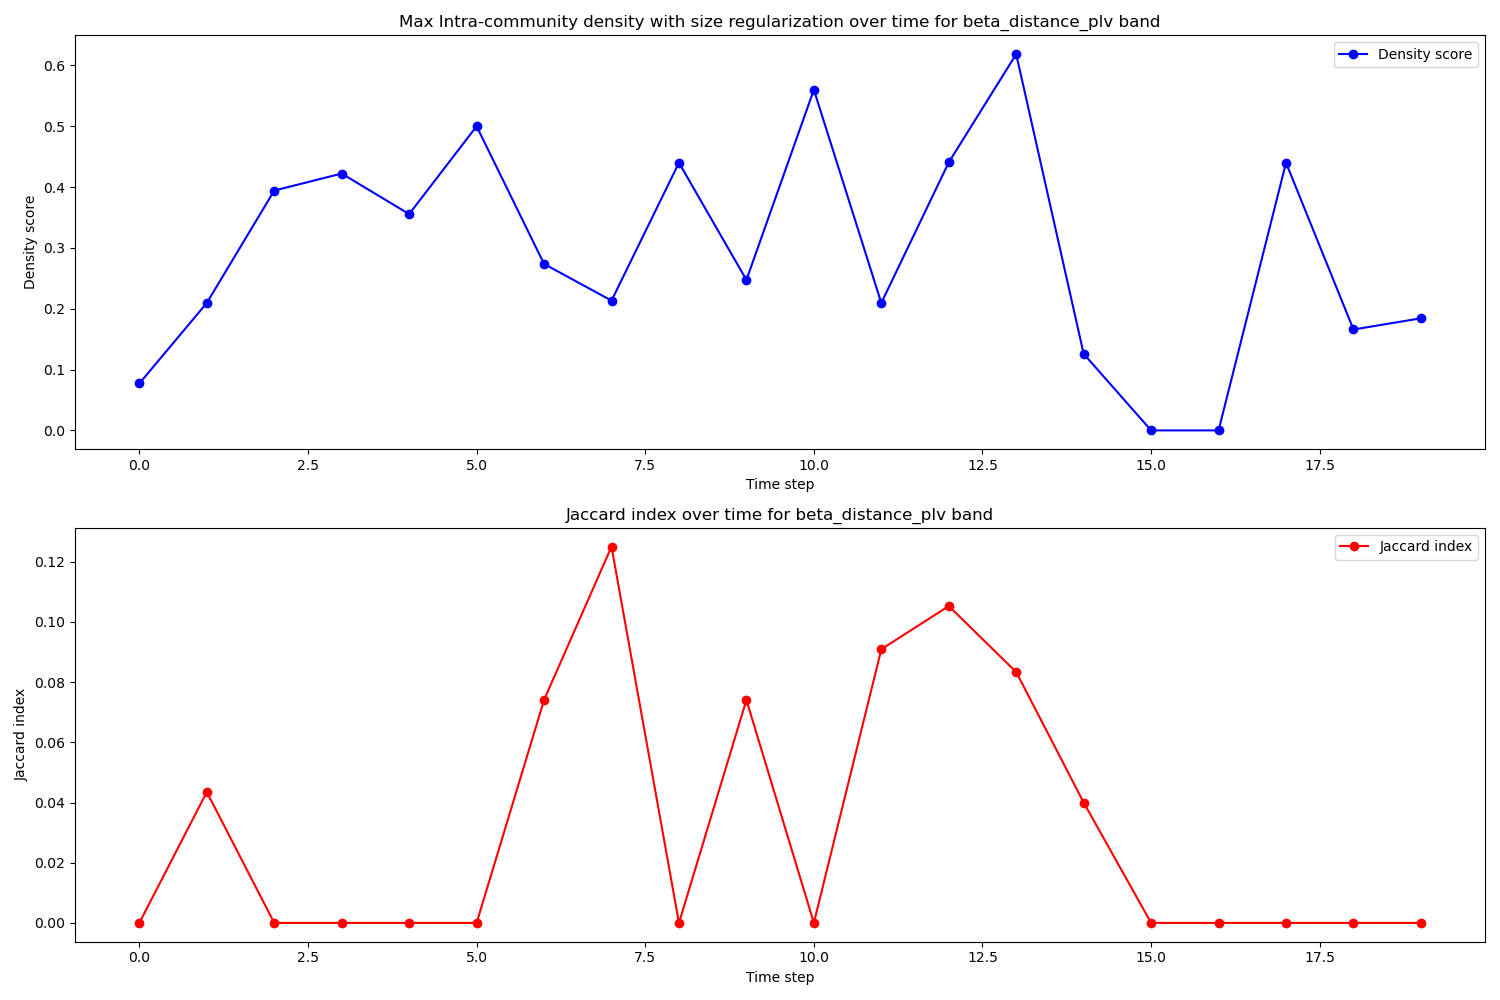 Max Intra-community density with size regularization over time for beta_distance_plv band
Density score
0.6
0.5
0.4
0.3
0.2
0.1
0.0
Density score
0.0 2.5 5.0 7.5 10.0 12.5 15.0 17.5
Time step
Jaccard index over time for beta_distance_plv band
Jaccard index
0.12
0.10
0.08
0.06
0.04
0.02
0.00
Jaccard index
0.0 2.5 5.0 7.5 10.0 12.5 15.0 17.5
Time step